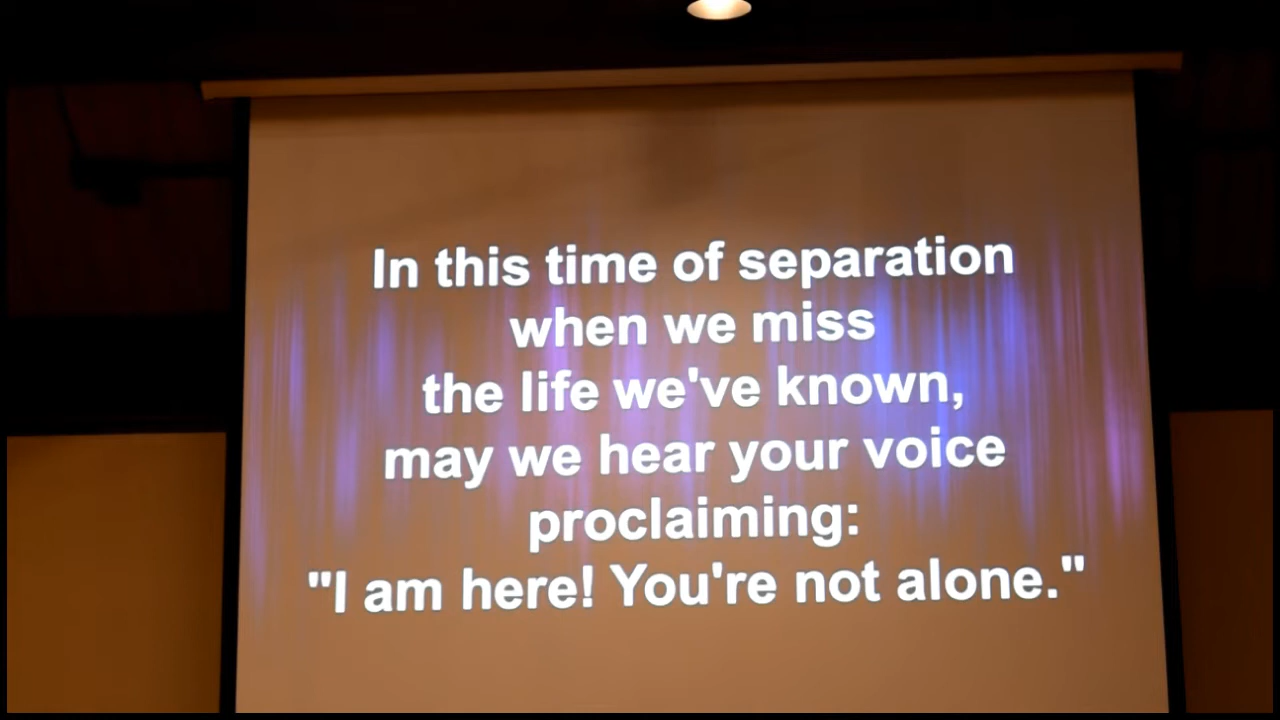 In this time of separation
when we miss
the life we've known,
may we hear your voice
proclaiming:
"I am here! You're not alone."